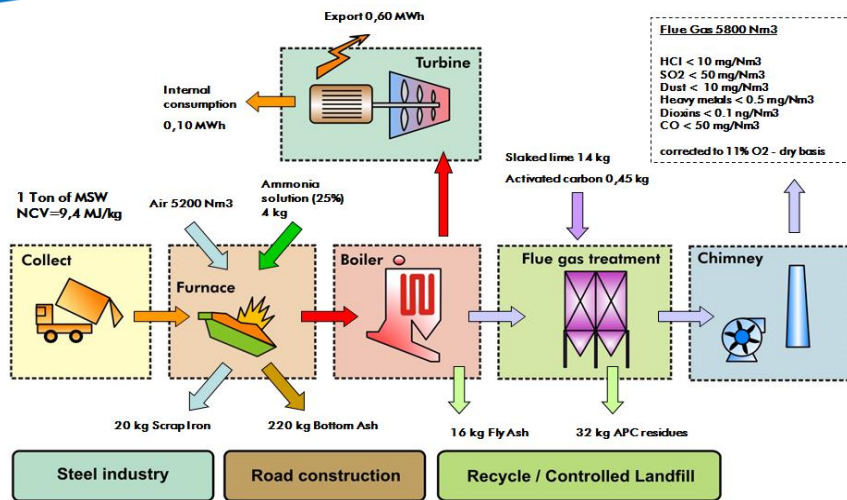 Export 0,60 MWh
Turbine
Internal
consumption
0,10 MWh
Flue Gas 5800 Nm3
HCl < 10 mg/Nm3
SO2 < 50 mg/Nm3
Dust < 10 mg/Nm3
Heavy metals < 0.5 mg/Nm3
Dioxins < 0.1 ng/Nm3
CO < 50 mg/Nm3
corrected to 11% O2 - dry basis
1 Ton of MSW
NCV=9,4 MJ/kg
Air 5200 Nm3
Ammonia
solution (25%)
4 kg
Slaked lime 14 kg
Activated carbon 0,45 kg
Collect
Furnace
Boiler
Flue gas treatment
Chimney
20 kg Scrap Iron
220 kg Bottom Ash
16 kg Fly Ash
32 kg APC residues
Steel industry
Road construction
Recycle / Controlled Landfill